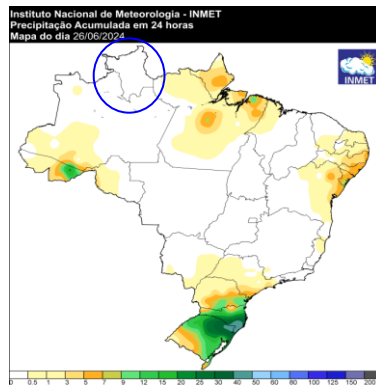 Instituto Nacional de Meteorologia - INMET
Precipitação Acumulada em 24 horas
Mapa do dia 26/06/2024
INMET
0 0.5 1 3 5 7 9 12 15 20 25 30 40 50 60 80 100 125 150 200